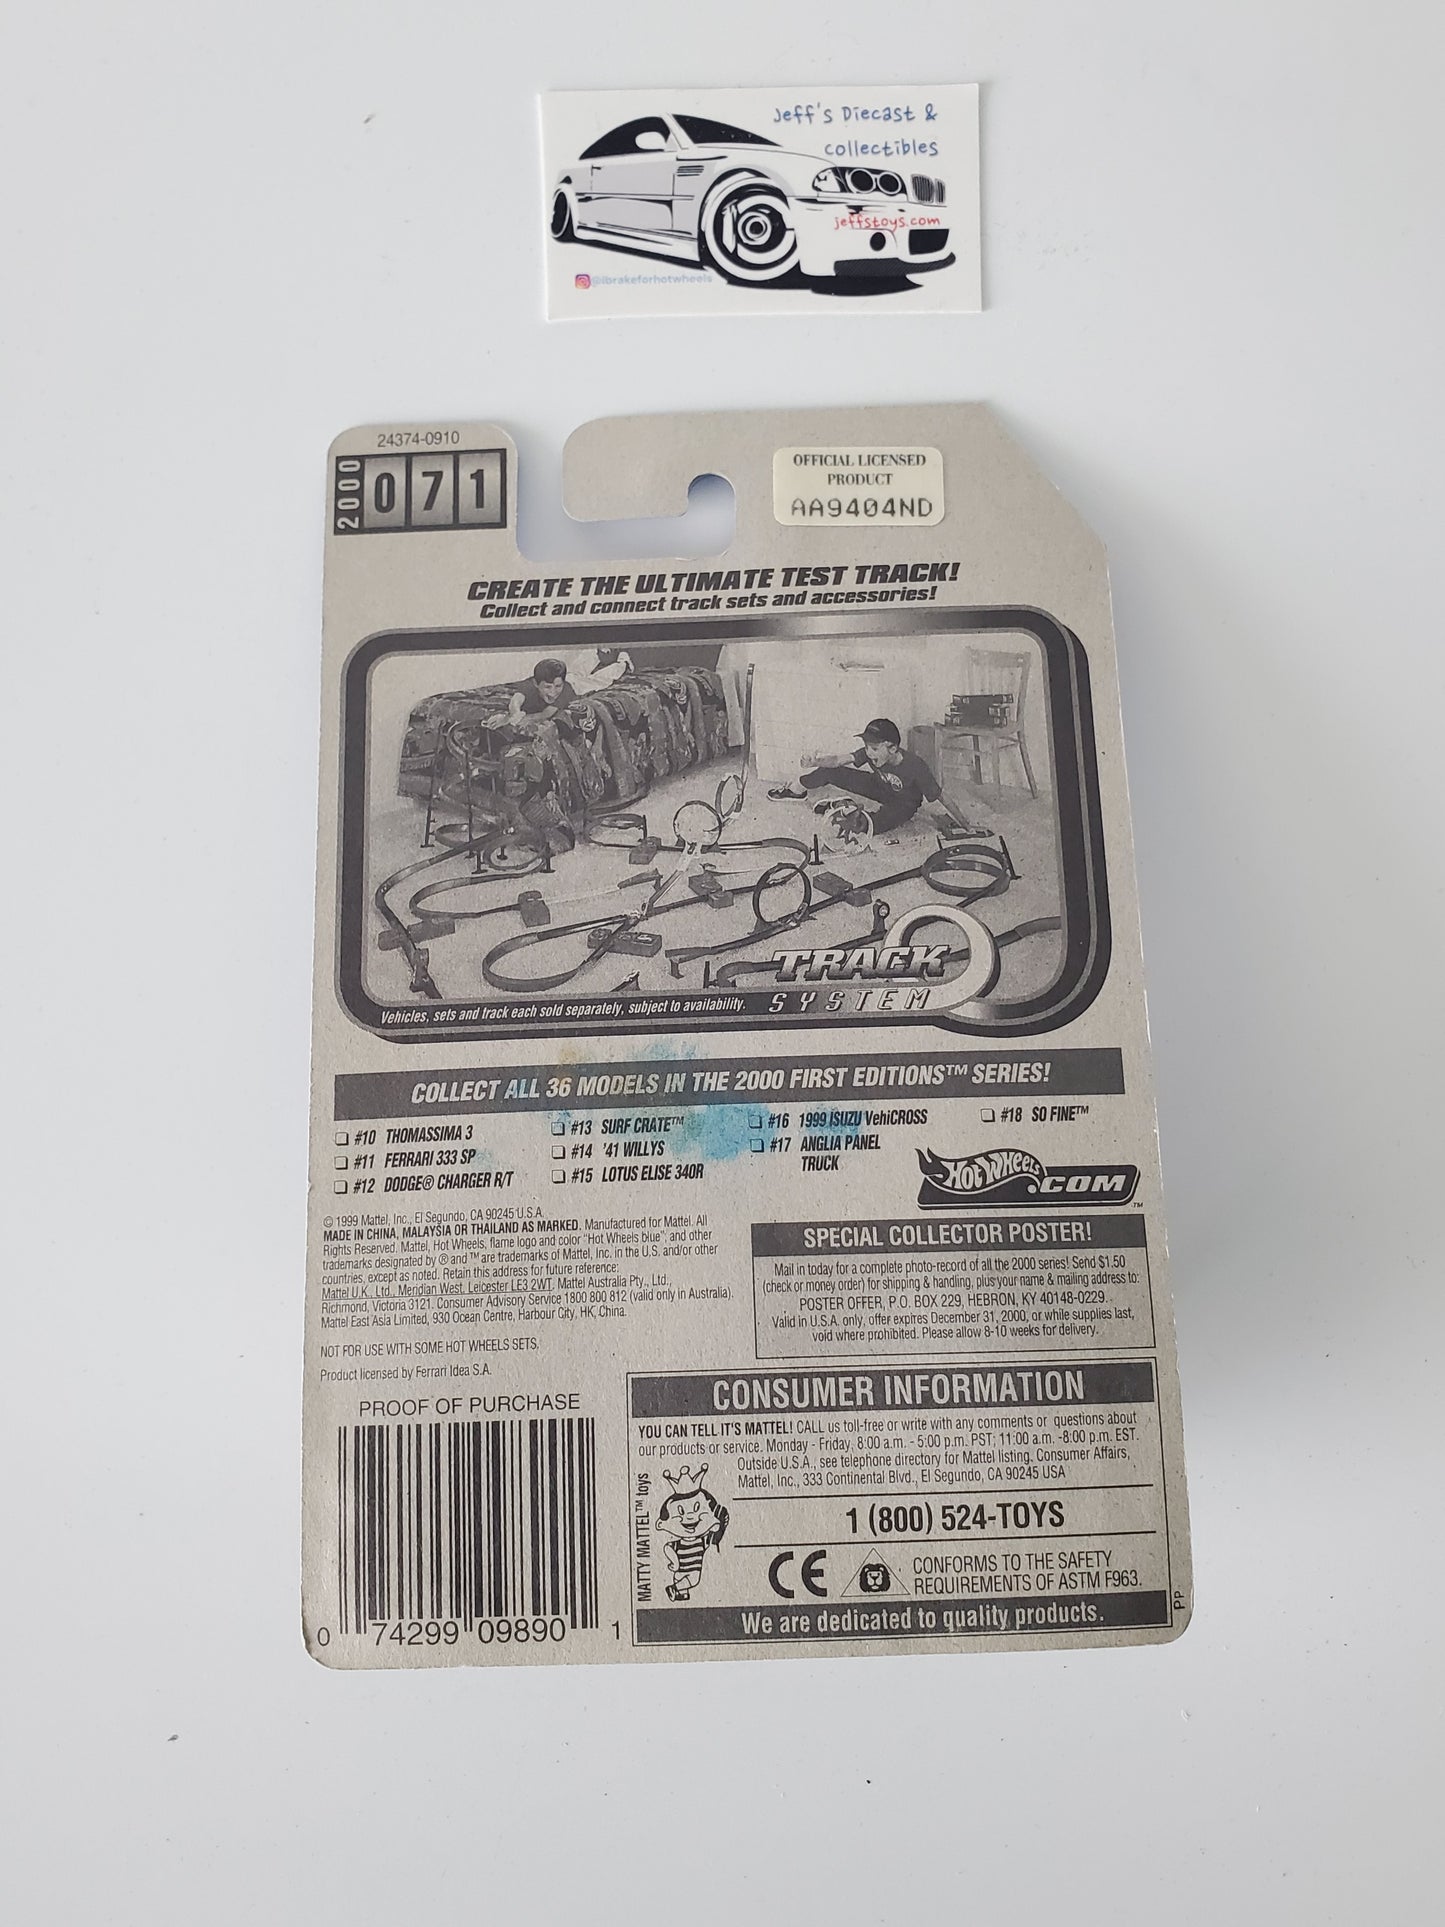 Jeff's Diecast &
collectibles
jeffstoys.com
@ibrakeforhotwheels
24374-0910
2000
071
OFFICIAL LICENSED
PRODUCT
AA9404ND
CREATE THE ULTIMATE TEST TRACK!
Collect and connect track sets and accessories!
TRACK
SYSTEM
Vehicles, sets and track each sold separately, subject to availability.
COLLECT ALL 36 MODELS IN THE 2000 FIRST EDITIONS™ SERIES!
#10 THOMASSIMA 3
#11 FERRARI 333 SP
#12 DODGE® CHARGER R/T
#13 SURF CRATE™
#14 '41 WILLYS
#15 LOTUS ELISE 340R
#16 1999 ISUZU VehiCROSS
#17 ANGLIA PANEL
TRUCK
#18 SO FINE™
Hot Wheels
.COM™
© 1999 Mattel, Inc., El Segundo, CA 90245 U.S.A.
MADE IN CHINA, MALAYSIA OR THAILAND AS MARKED. Manufactured for Mattel. All
Rights Reserved. Mattel, Hot Wheels, flame logo and color "Hot Wheels blue", and other
trademarks designated by ® and ™ are trademarks of Mattel, Inc. in the U.S. and/or other
countries, except as noted. Retain this address for future reference:
Mattel U.K., Ltd., Meridian West, Leicester LE3 2WT. Mattel Australia Pty., Ltd.,
Richmond, Victoria 3121. Consumer Advisory Service 1800 800 812 (valid only in Australia).
Mattel East Asia Limited, 930 Ocean Centre, Harbour City, HK, China.
NOT FOR USE WITH SOME HOT WHEELS SETS.
Product licensed by Ferrari Idea S.A.
SPECIAL COLLECTOR POSTER!
Mail in today for a complete photo-record of all the 2000 series! Send $1.50
(check or money order) for shipping & handling, plus your name & mailing address to:
POSTER OFFER, P.O. BOX 229, HEBRON, KY 40148-0229.
Valid in U.S.A. only, offer expires December 31, 2000, or while supplies last,
void where prohibited. Please allow 8-10 weeks for delivery.
PROOF OF PURCHASE
0 74299 09890 1
CONSUMER INFORMATION
YOU CAN TELL IT'S MATTEL! CALL us toll-free or write with any comments or questions about
our products or service. Monday - Friday, 8:00 a.m. - 5:00 p.m. PST; 11:00 a.m. -8:00 p.m. EST.
Outside U.S.A., see telephone directory for Mattel listing. Consumer Affairs,
Mattel, Inc., 333 Continental Blvd., El Segundo, CA 90245 USA
MATTY MATTEL™ toys
1 (800) 524-TOYS
CE
CONFORMS TO THE SAFETY
REQUIREMENTS OF ASTM F963.
We are dedicated to quality products.
PP